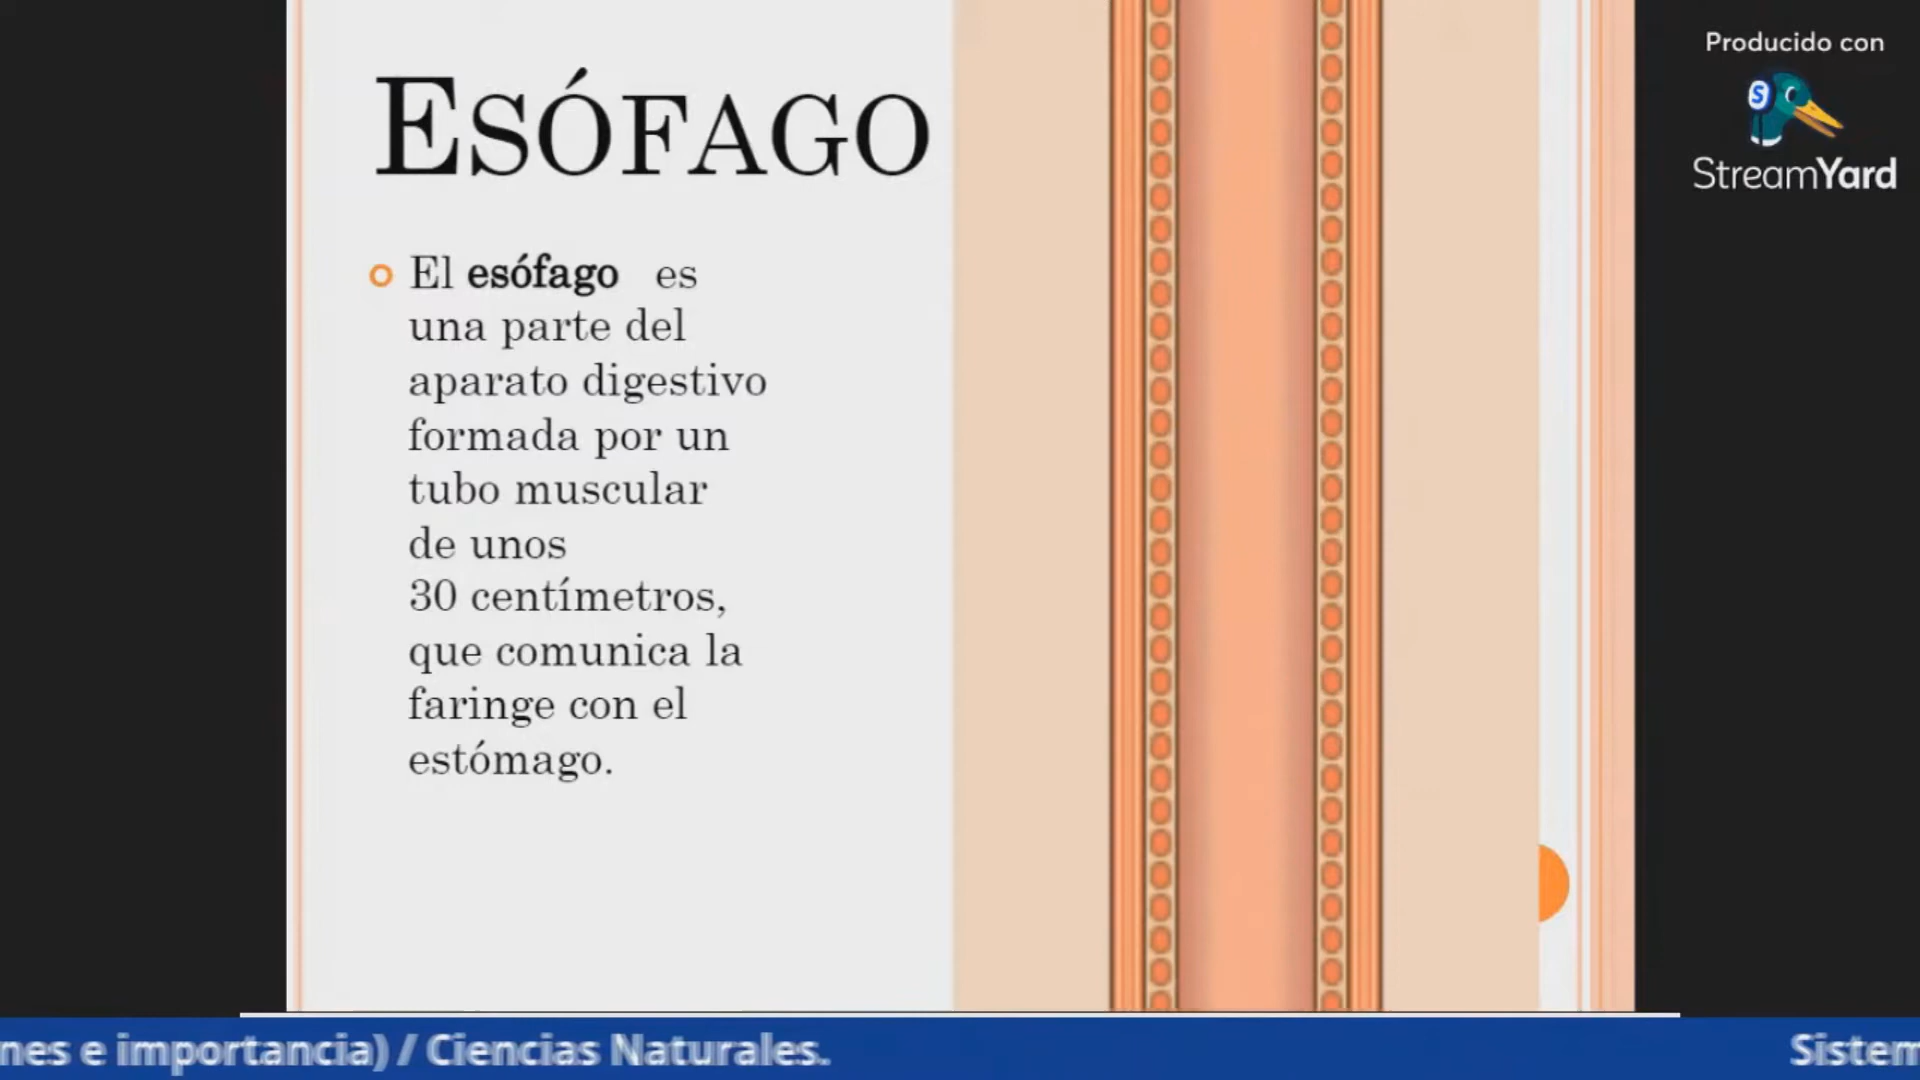 Producido con
StreamYard
ESÓFAGO
El esófago es
una parte del
aparato digestivo
formada por un
tubo muscular
de unos
30 centímetros,
que comunica la
faringe con el
estómago.
nes e importancia) / Ciencias Naturales.
Sistem